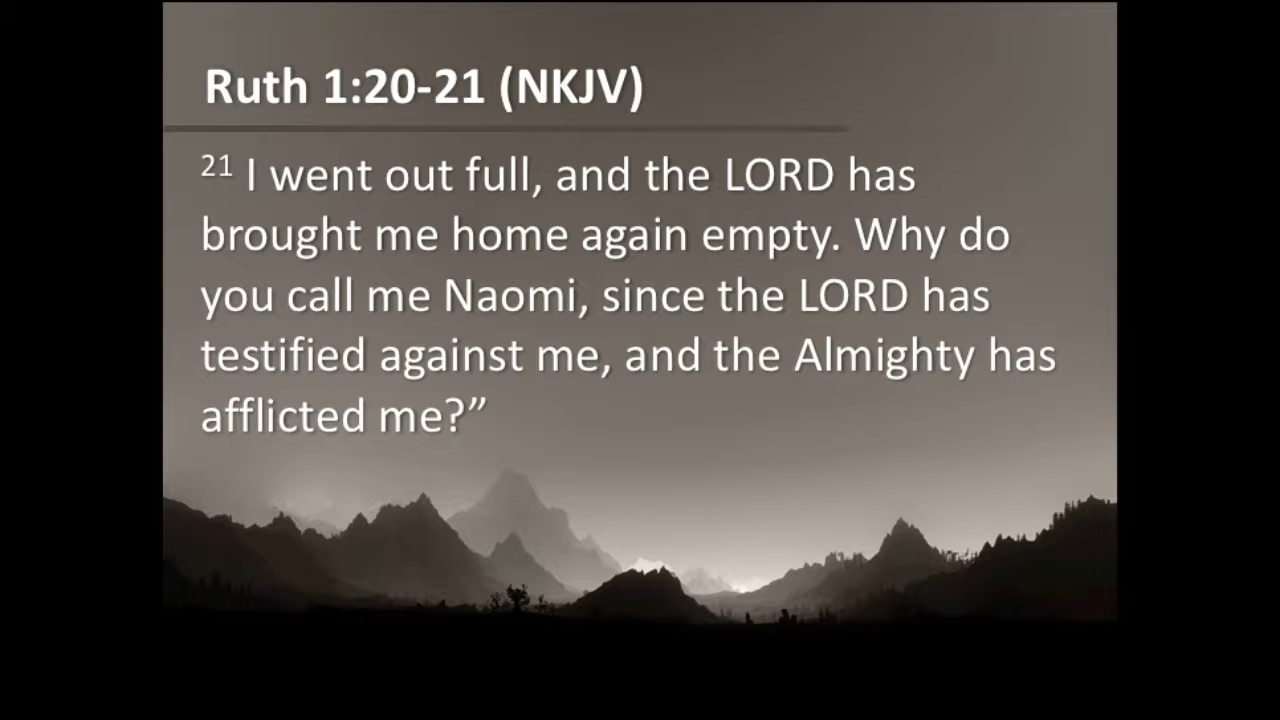 Ruth 1:20-21 (NKJV)
21 I went out full, and the LORD has
brought me home again empty. Why do
you call me Naomi, since the LORD has
testified against me, and the Almighty has
afflicted me?”